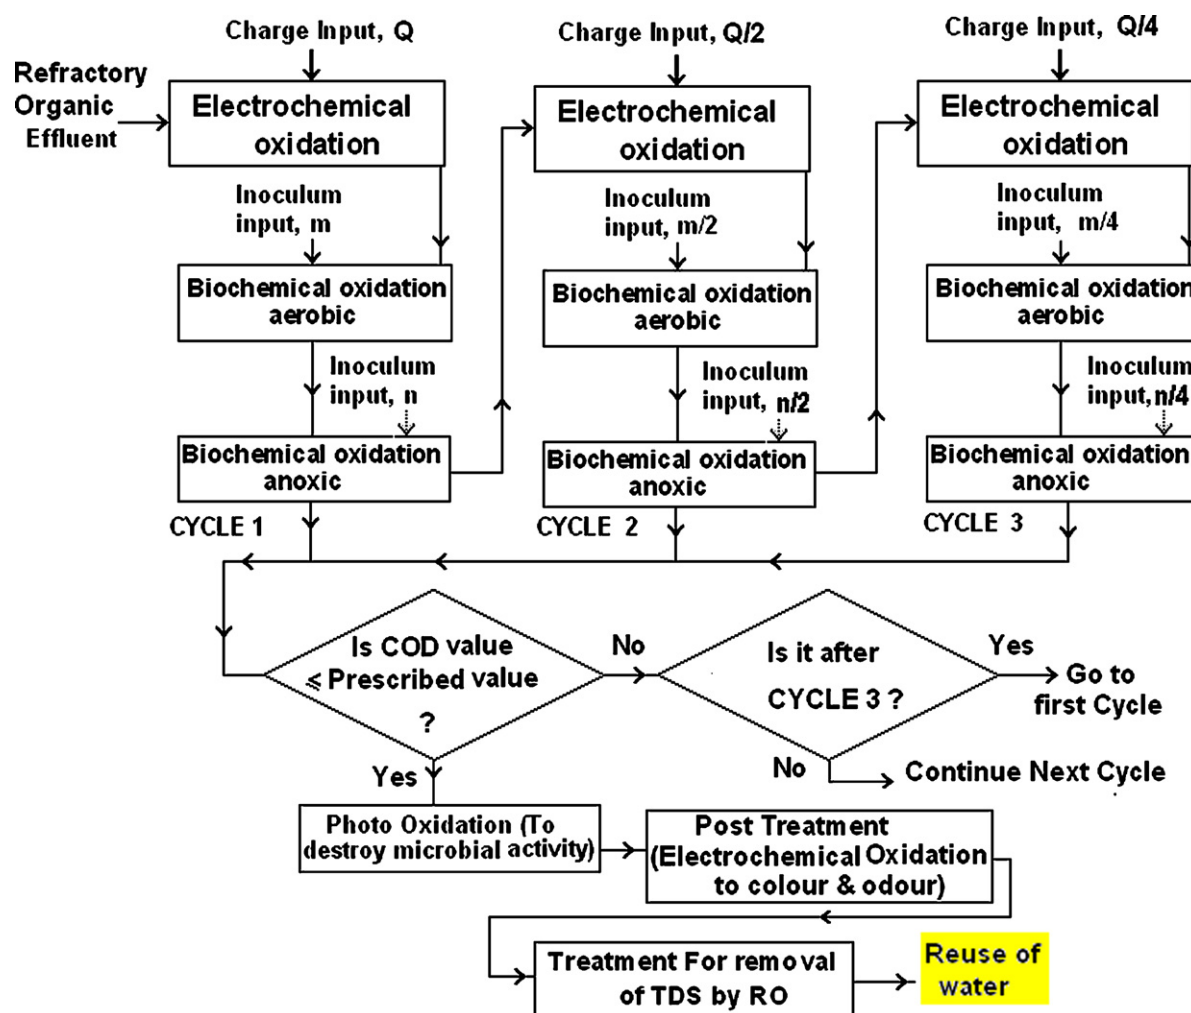 Charge Input, Q
Charge Input, Q/2
Charge Input, Q/4
Refractory
Organic
Effluent
Electrochemical
oxidation
Electrochemical
oxidation
Electrochemical
oxidation
Inoculum
input, m
Inoculum
input, m/2
Inoculum
input, m/4
Biochemical oxidation
aerobic
Biochemical oxidation
aerobic
Biochemical oxidation
aerobic
Inoculum
input, n
Inoculum
input, n/2
Inoculum
input, n/4
Biochemical oxidation
anoxic
Biochemical oxidation
anoxic
Biochemical oxidation
anoxic
CYCLE 1
CYCLE 2
CYCLE 3
Is COD value
⩽ Prescribed value
?
No
Is it after
CYCLE 3 ?
Yes
Go to
first Cycle
Yes
No
Continue Next Cycle
Photo Oxidation (To
destroy microbial activity)
Post Treatment
(Electrochemical Oxidation
to colour & odour)
Treatment For removal
of TDS by RO
Reuse of
water